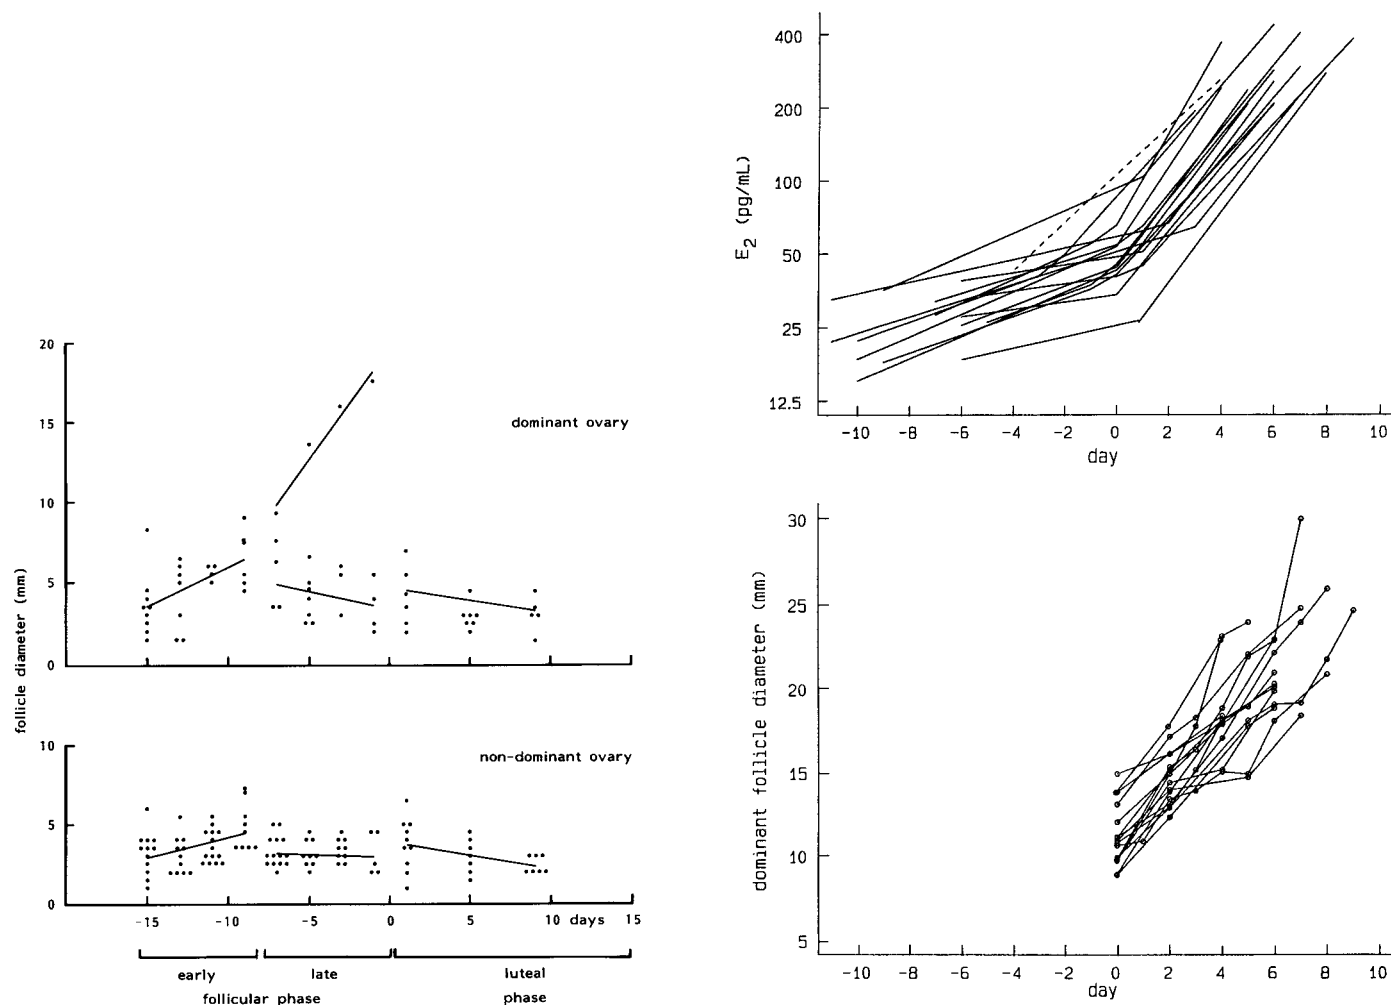 20
15
dominant ovary
10
5
0
follicle diameter (mm)
10
non-dominant ovary
5
0
-15 -10 -5 0 5 10 days 15
early late luteal
follicular phase phase
400
200
100
50
25
12.5
E2 (pg/mL)
-10 -8 -6 -4 -2 0 2 4 6 8 10
day
30
25
20
15
10
5
dominant follicle diameter (mm)
-10 -8 -6 -4 -2 0 2 4 6 8 10
day